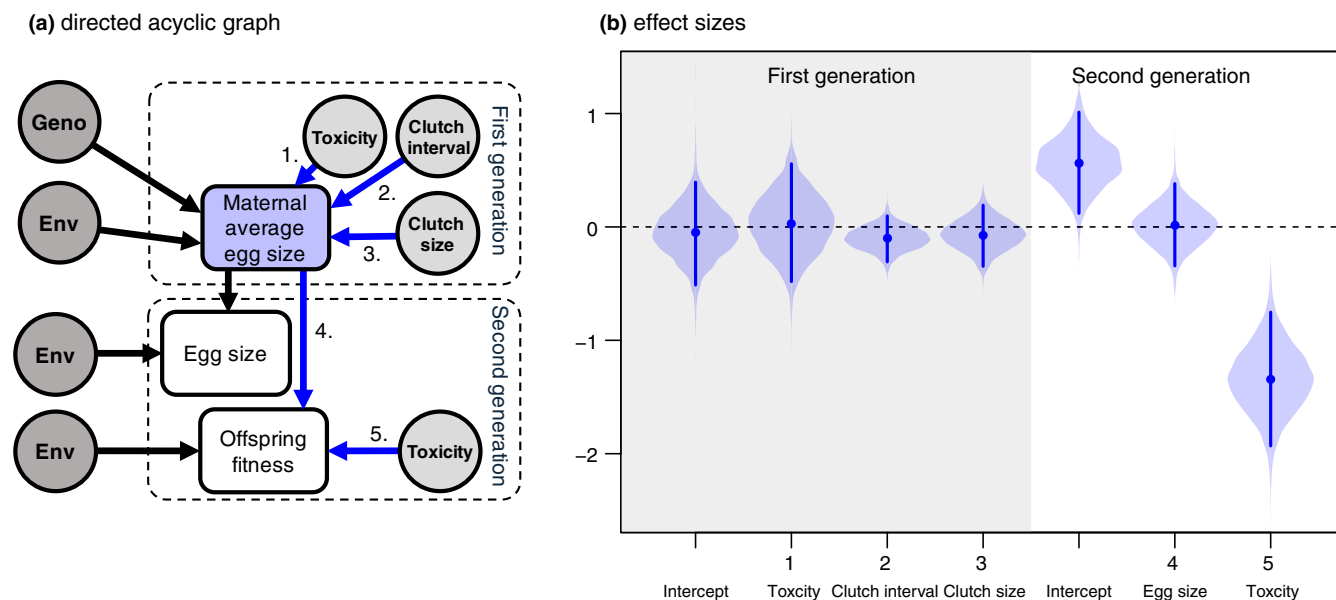 (a) directed acyclic graph
Geno
Env
Toxicity
Clutch
interval
Clutch
size
1.
2.
3.
Maternal
average
egg size
First generation
Env
Egg size
4.
Second generation
Env
Offspring
fitness
5.
Toxicity
(b) effect sizes
First generation
Second generation
1
0
−1
−2
1
2
3
4
5
Intercept
Toxcity
Clutch interval
Clutch size
Intercept
Egg size
Toxcity